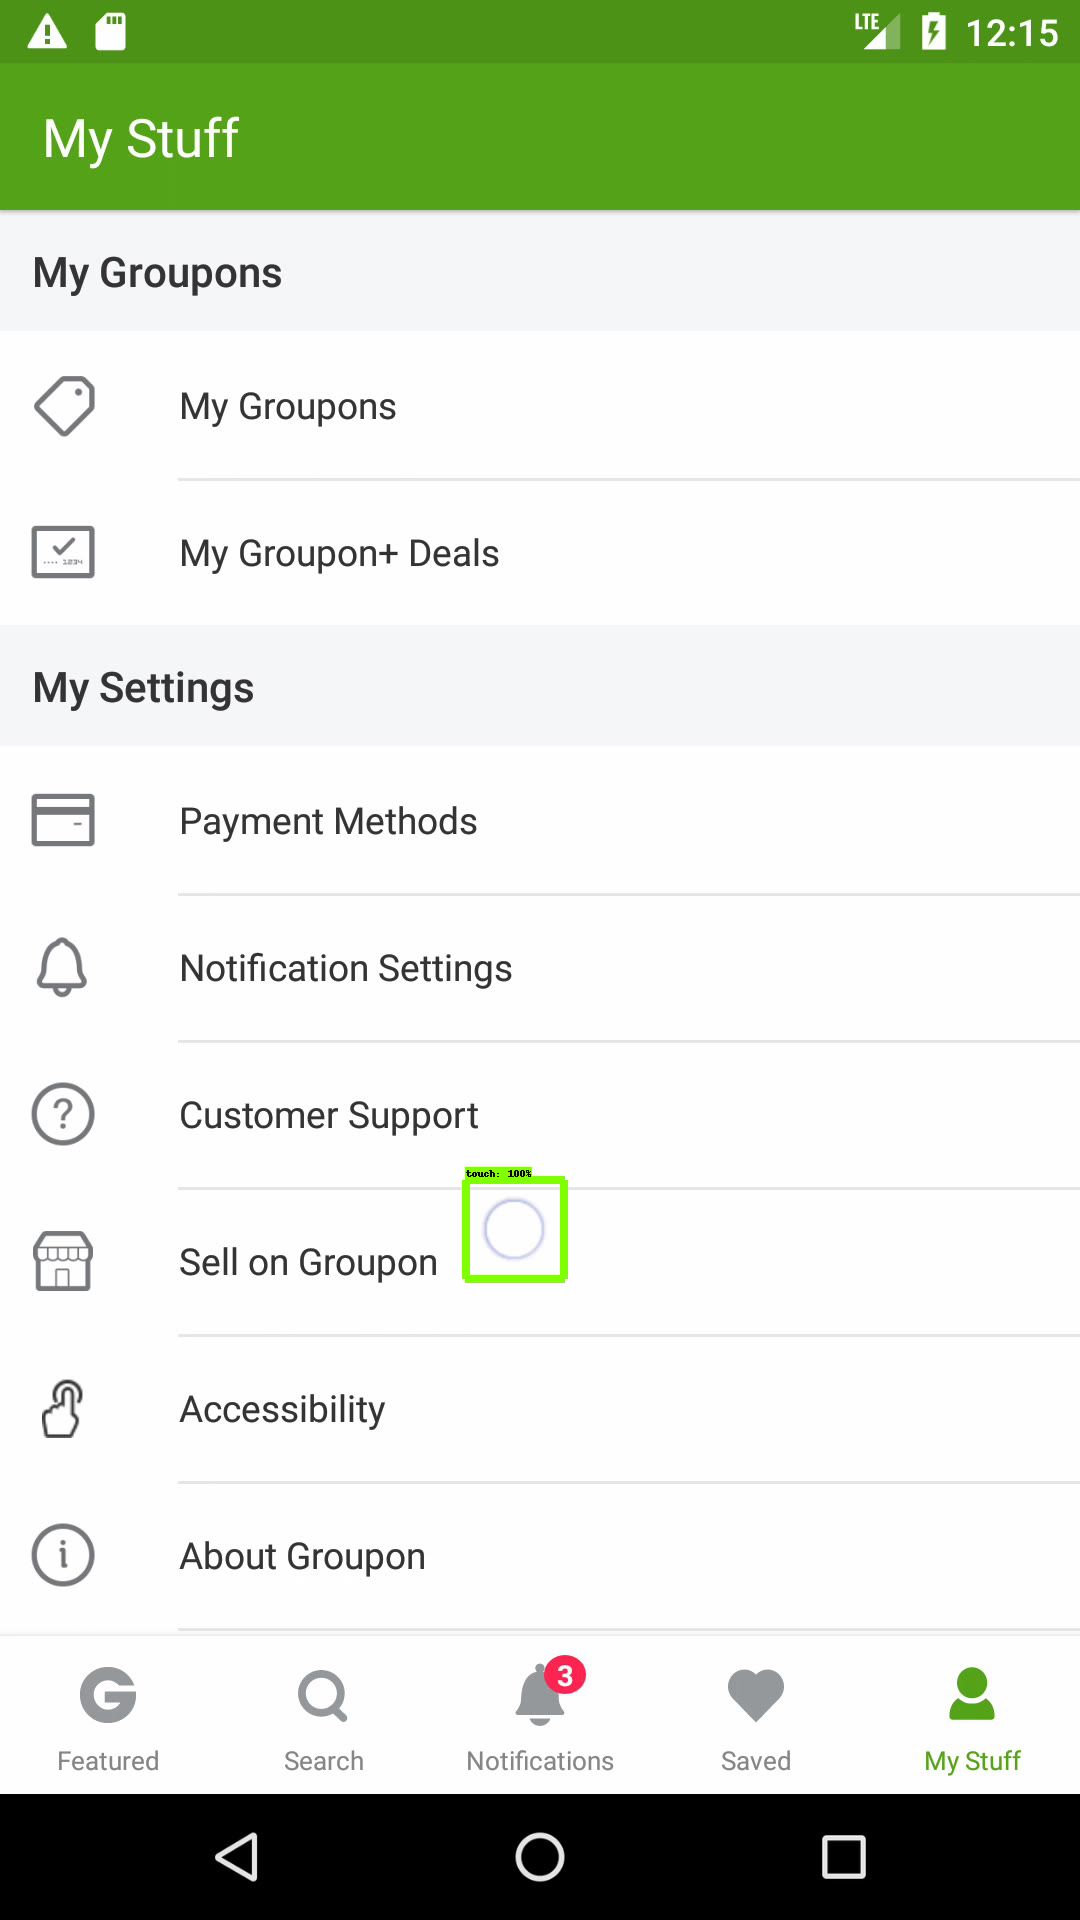 LTE 12:15
My Stuff
My Groupons
My Groupons
1234
My Groupon+ Deals
My Settings
Payment Methods
Notification Settings
?
Customer Support
touch: 100%
Sell on Groupon
Accessibility
i
About Groupon
G
3
Featured Search Notifications Saved My Stuff